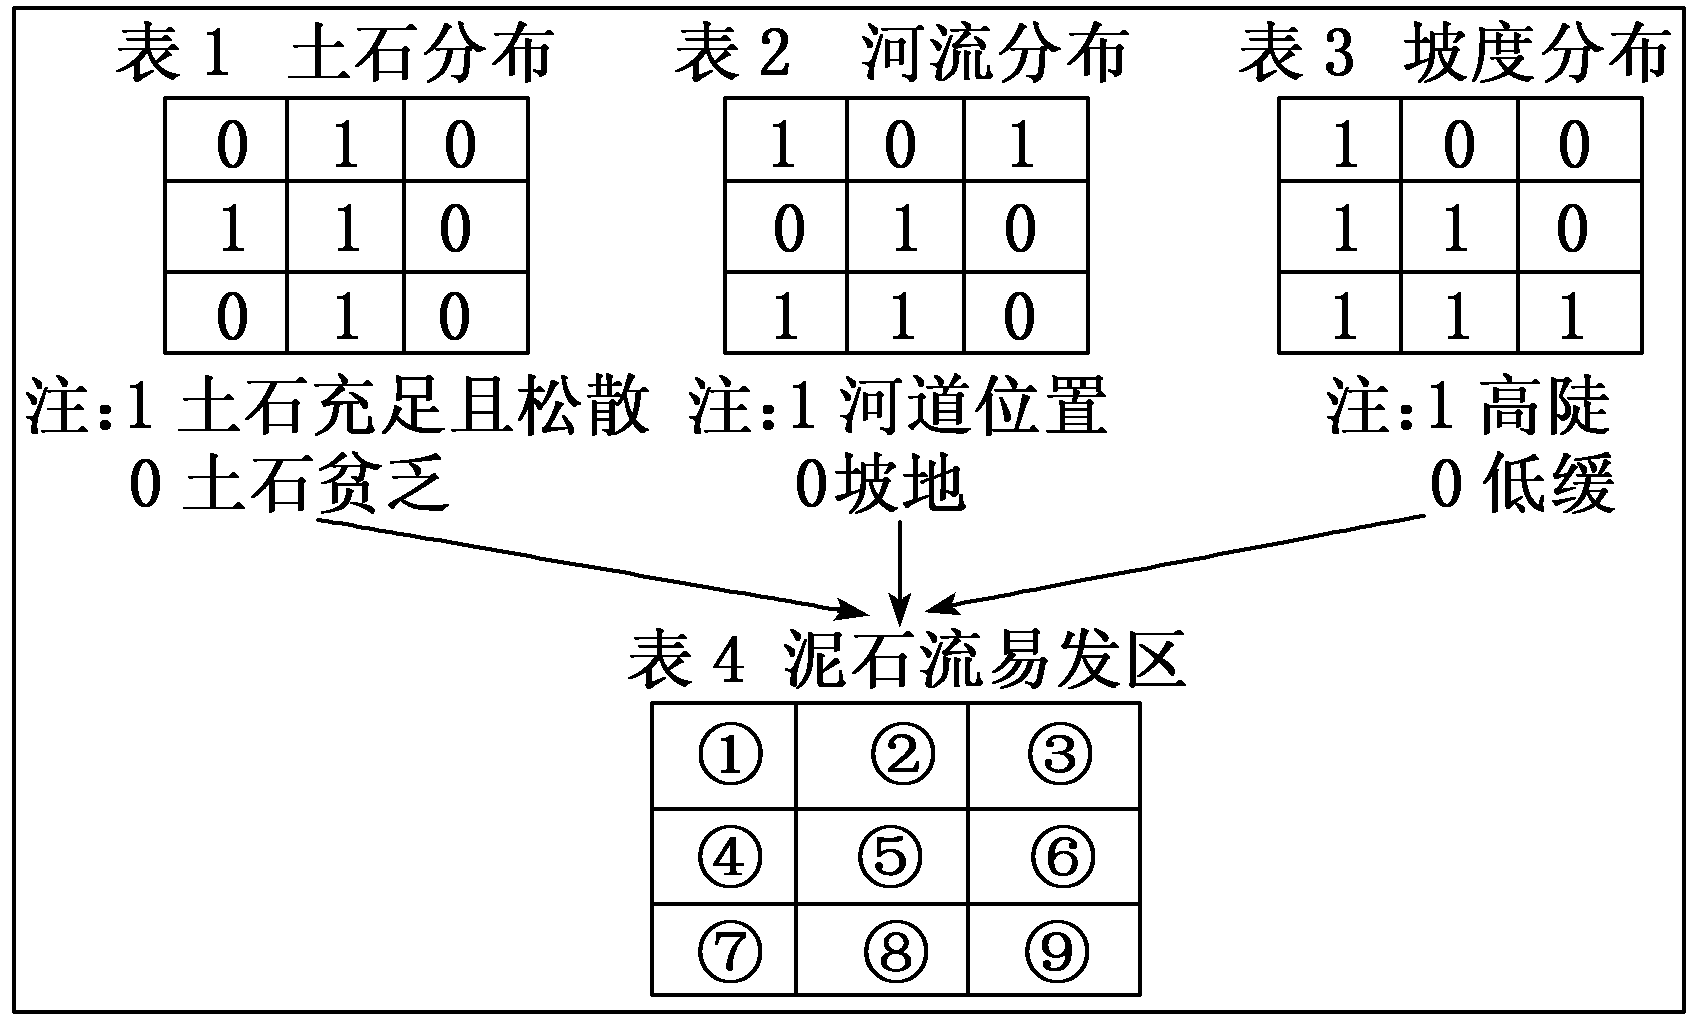 表1 土石分布 表2 河流分布 表3 坡度分布
0 1 0 1 0 1 1 0 0
1 1 0 0 1 0 1 1 0
0 1 0 1 1 0 1 1 1
注:1土石充足且松散 注:1河道位置 注:1高陡
0土石贫乏 0坡地 0低缓
表4 泥石流易发区
① ② ③
④ ⑤ ⑥
⑦ ⑧ ⑨